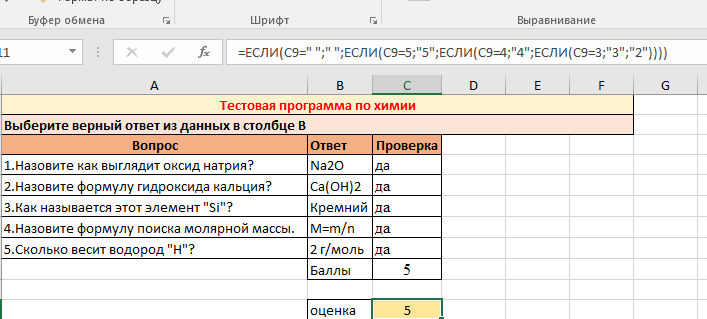 Буфер обмена Шрифт Выравнивание
11 fx =ЕСЛИ(C9=" ";" ";ЕСЛИ(C9=5;"5";ЕСЛИ(C9=4;"4";ЕСЛИ(C9=3;"3";"2"))))
A B C D E F G
Тестовая программа по химии
Выберите верный ответ из данных в столбце В
Вопрос Ответ Проверка
1.Назовите как выглядит оксид натрия? Na2O да
2.Назовите формулу гидроксида кальция? Ca(OH)2 да
3.Как называется этот элемент "Si"? Кремний да
4.Назовите формулу поиска молярной массы. M=m/n да
5.Сколько весит водород "H"? 2 г/моль да
Баллы 5
оценка 5